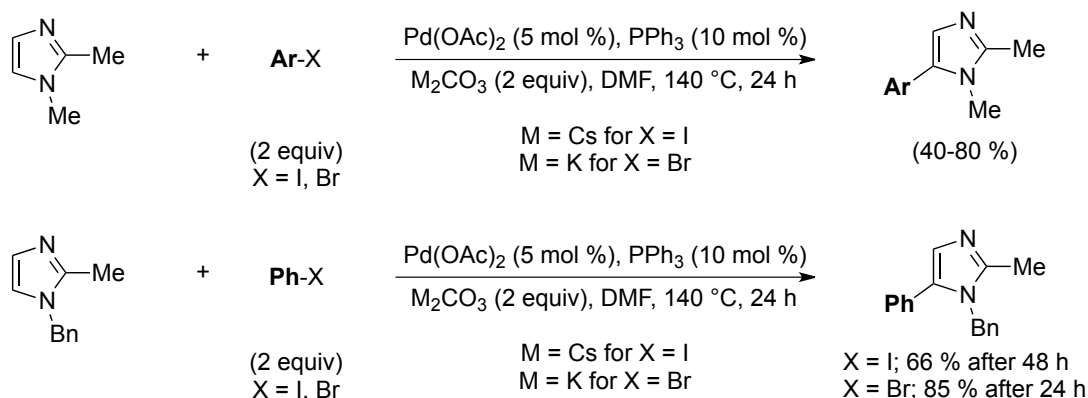 N
Me
N
Me
+
Ar-X
(2 equiv)
X = I, Br
Pd(OAc)2 (5 mol %), PPh3 (10 mol %)
M2CO3 (2 equiv), DMF, 140 °C, 24 h
M = Cs for X = I
M = K for X = Br
N
Me
N
Ar
Me
(40-80 %)
N
Me
N
Bn
+
Ph-X
(2 equiv)
X = I, Br
Pd(OAc)2 (5 mol %), PPh3 (10 mol %)
M2CO3 (2 equiv), DMF, 140 °C, 24 h
M = Cs for X = I
M = K for X = Br
N
Me
N
Ph
Bn
X = I; 66 % after 48 h
X = Br; 85 % after 24 h